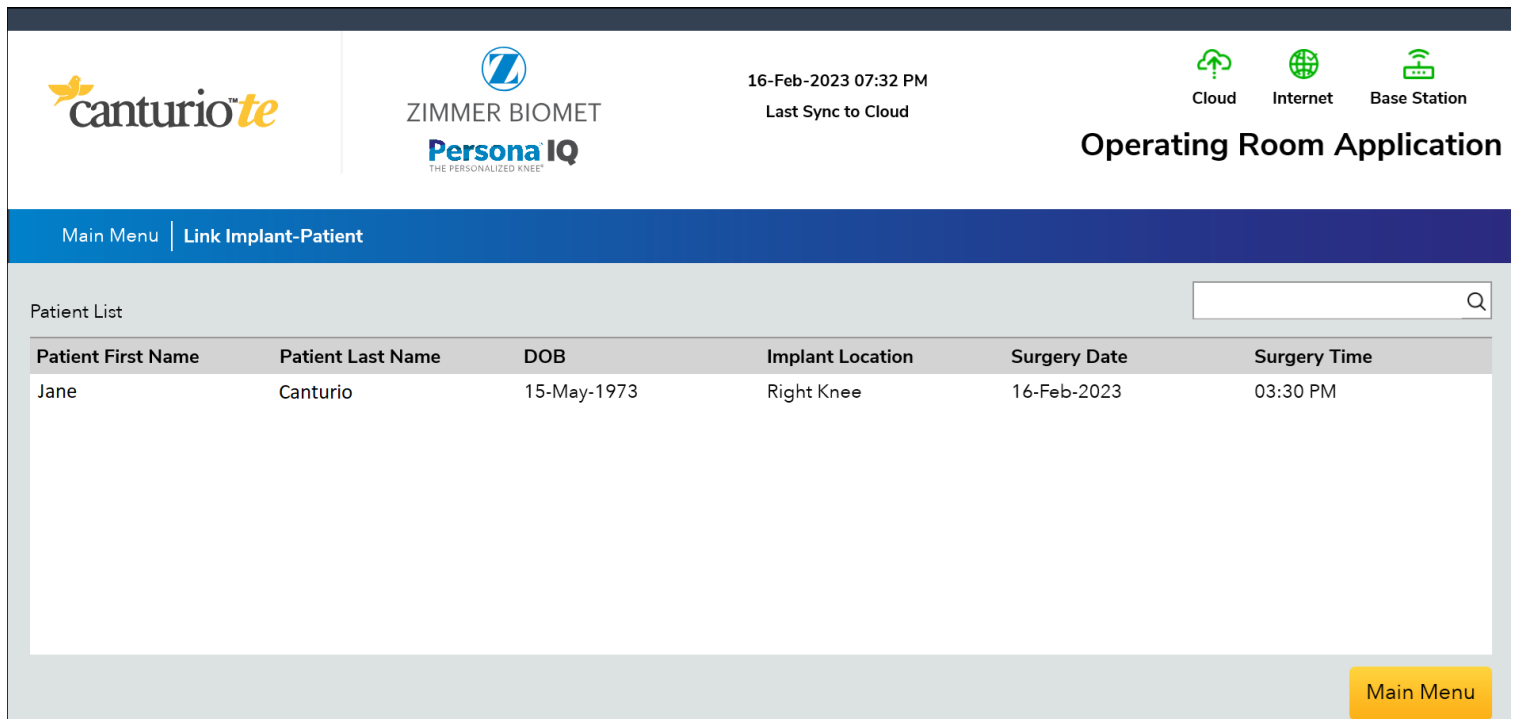 canturio™te
ZIMMER BIOMET
Persona IQ
THE PERSONALIZED KNEE®
16-Feb-2023 07:32 PM
Last Sync to Cloud
Cloud Internet Base Station
Operating Room Application
Main Menu Link Implant-Patient
Patient List
Patient First Name Patient Last Name DOB Implant Location Surgery Date Surgery Time
Jane Canturio 15-May-1973 Right Knee 16-Feb-2023 03:30 PM
Main Menu